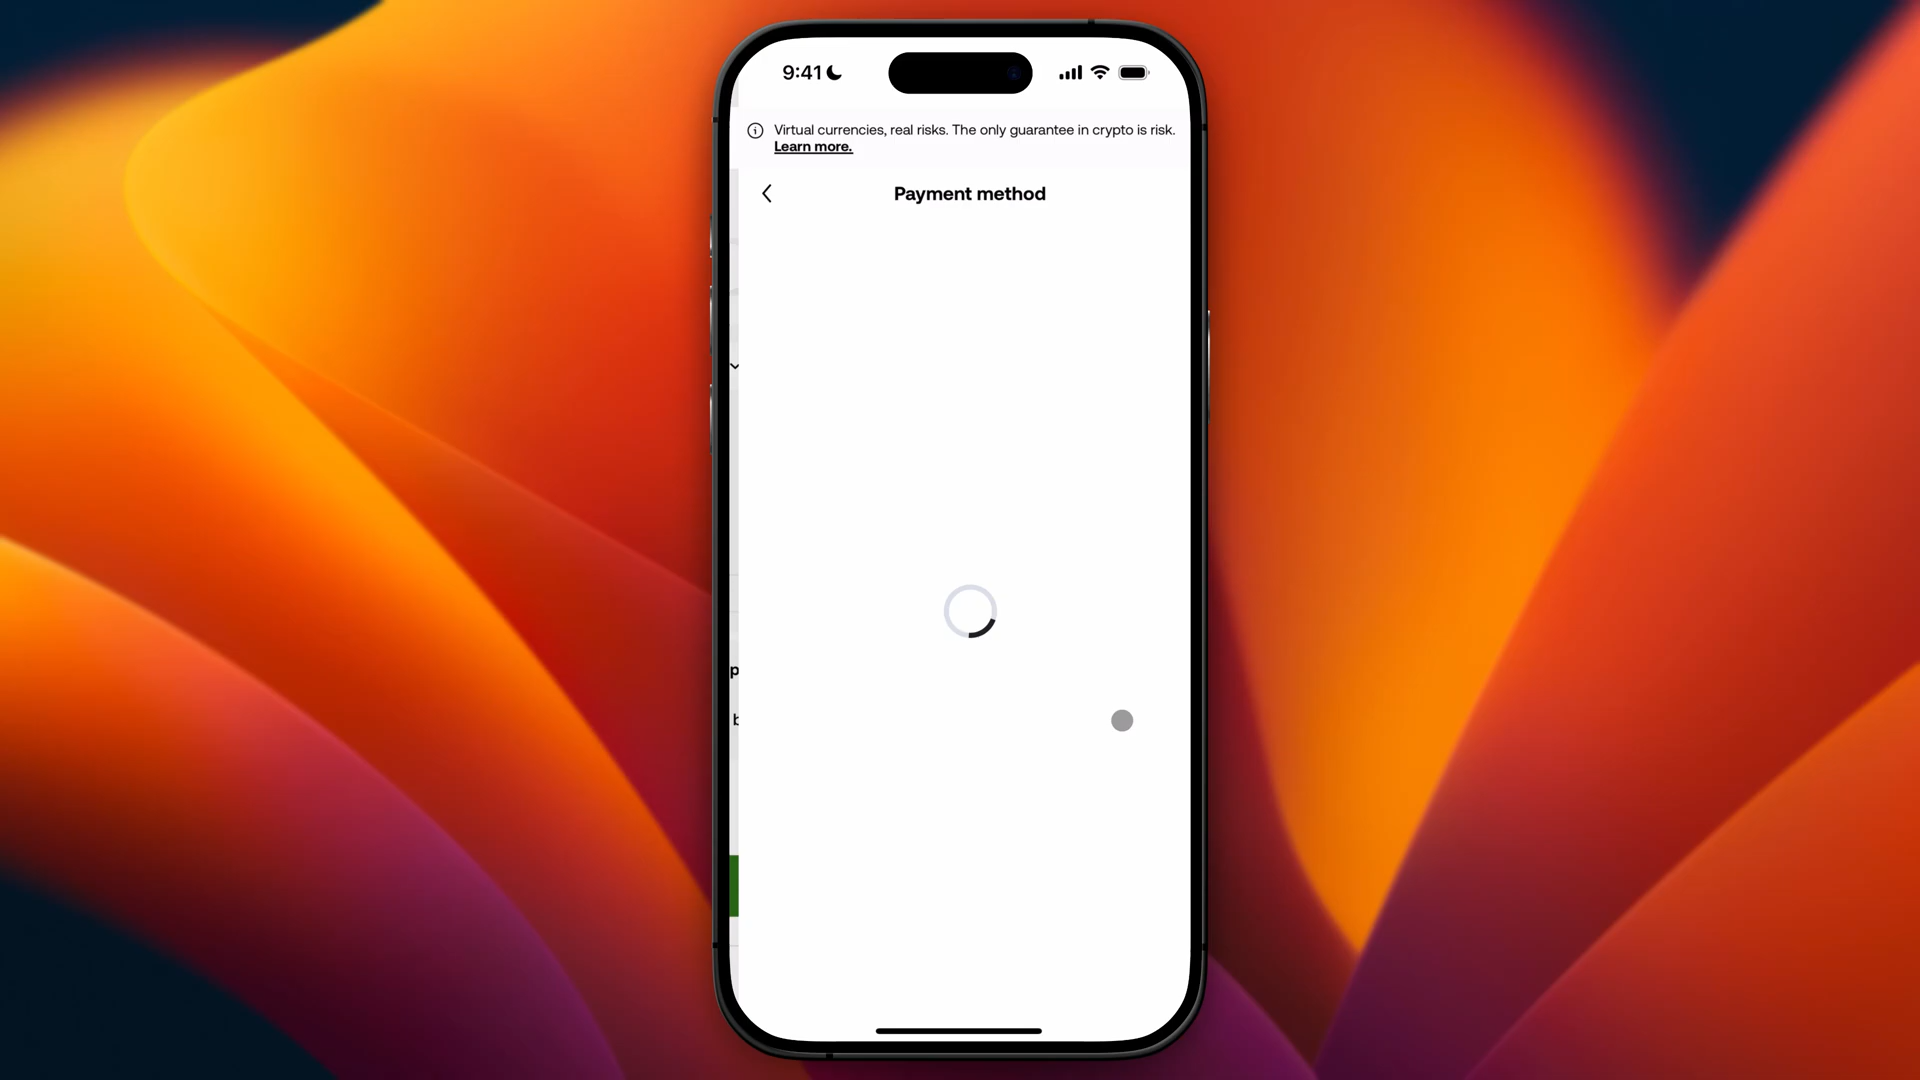 9:41
Virtual currencies, real risks. The only guarantee in crypto is risk.
Learn more.
Payment method
p